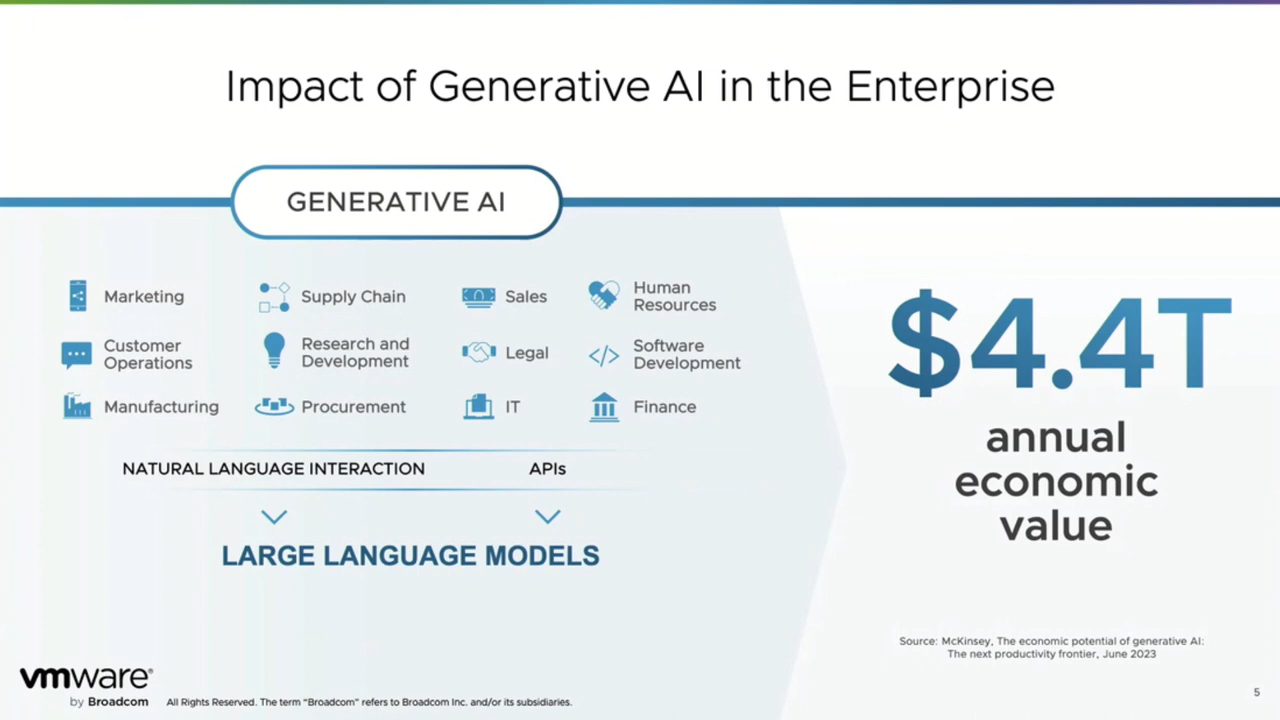 Impact of Generative AI in the Enterprise
GENERATIVE AI
Marketing
Supply Chain
Sales
Human
Resources
Customer
Operations
Research and
Development
Legal
Software
Development
Manufacturing
Procurement
IT
Finance
NATURAL LANGUAGE INTERACTION
APIs
LARGE LANGUAGE MODELS
$4.4T
annual
economic
value
Source: McKinsey, The economic potential of generative AI:
The next productivity frontier, June 2023
vmware®
by Broadcom
All Rights Reserved. The term “Broadcom” refers to Broadcom Inc. and/or its subsidiaries.
5